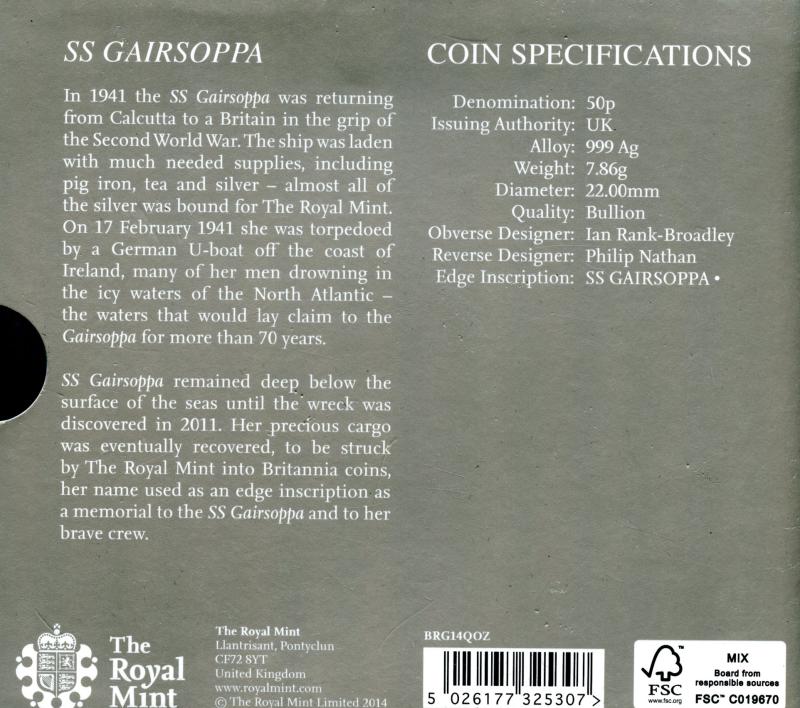 SS GAIRSOPPA
In 1941 the SS Gairsoppa was returning
from Calcutta to a Britain in the grip of
the Second World War. The ship was laden
with much needed supplies, including
pig iron, tea and silver – almost all of
the silver was bound for The Royal Mint.
On 17 February 1941 she was torpedoed
by a German U-boat off the coast of
Ireland, many of her men drowning in
the icy waters of the North Atlantic –
the waters that would lay claim to the
Gairsoppa for more than 70 years.
SS Gairsoppa remained deep below the
surface of the seas until the wreck was
discovered in 2011. Her precious cargo
was eventually recovered, to be struck
by The Royal Mint into Britannia coins,
her name used as an edge inscription as
a memorial to the SS Gairsoppa and to her
brave crew.
COIN SPECIFICATIONS
Denomination: 50p
Issuing Authority: UK
Alloy: 999 Ag
Weight: 7.86g
Diameter: 22.00mm
Quality: Bullion
Obverse Designer: Ian Rank-Broadley
Reverse Designer: Philip Nathan
Edge Inscription: SS GAIRSOPPA •
The
Royal
Mint
The Royal Mint
Llantrisant, Pontyclun
CF72 8YT
United Kingdom
www.royalmint.com
© The Royal Mint Limited 2014
BRG14QOZ
5 026177 325307 >
FSC
www.fsc.org
MIX
Board from
responsible sources
FSC™ C019670